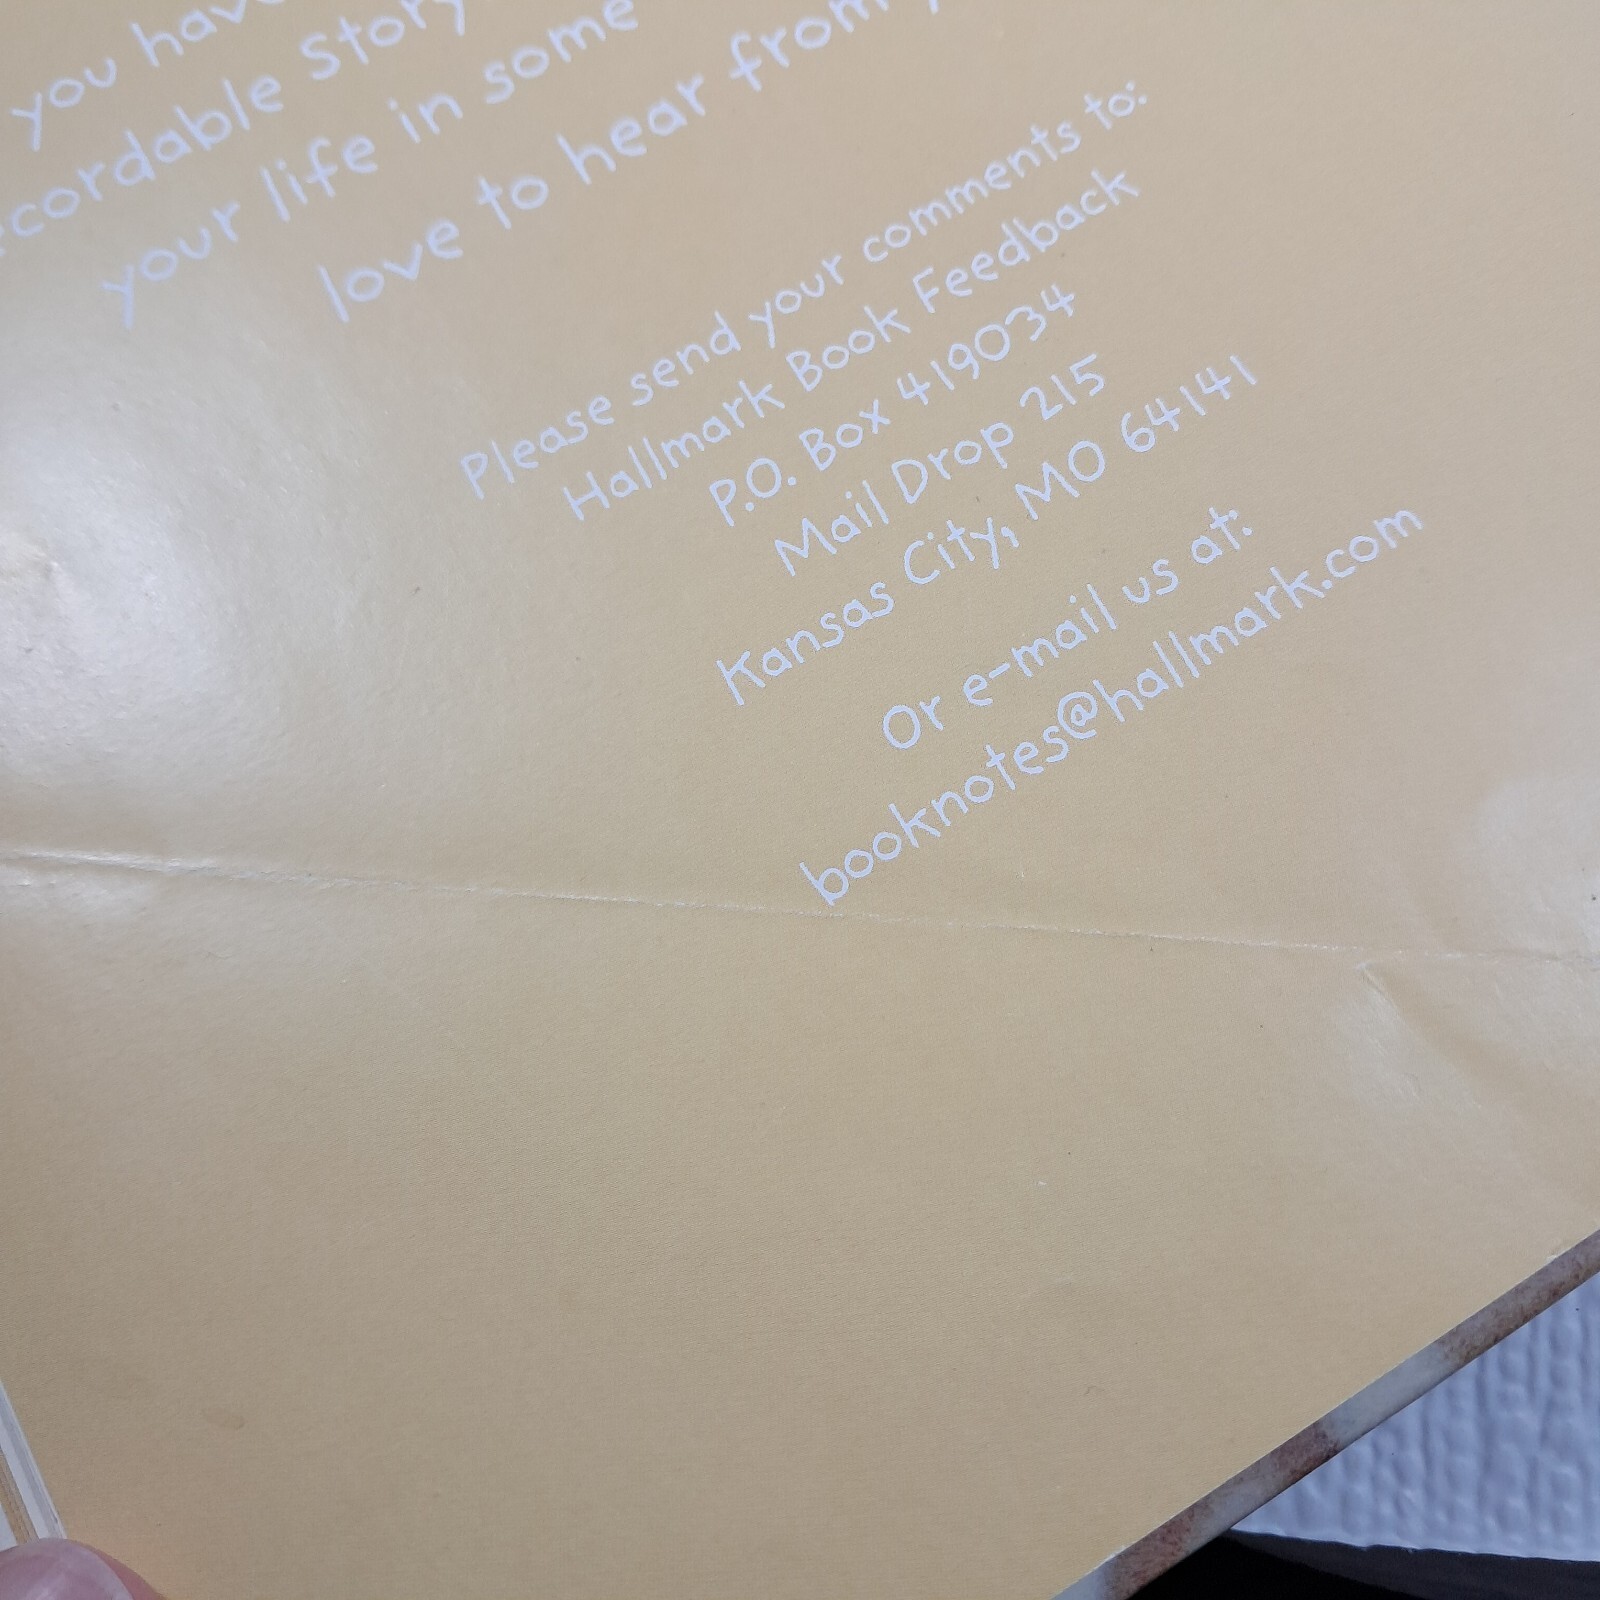 you have
ecordable Story
your life in some
love to hear from
Please send your comments to:
Hallmark Book Feedback
P.O. Box 419034
Mail Drop 215
Kansas City, MO 64141
Or e-mail us at:
booknotes@hallmark.com